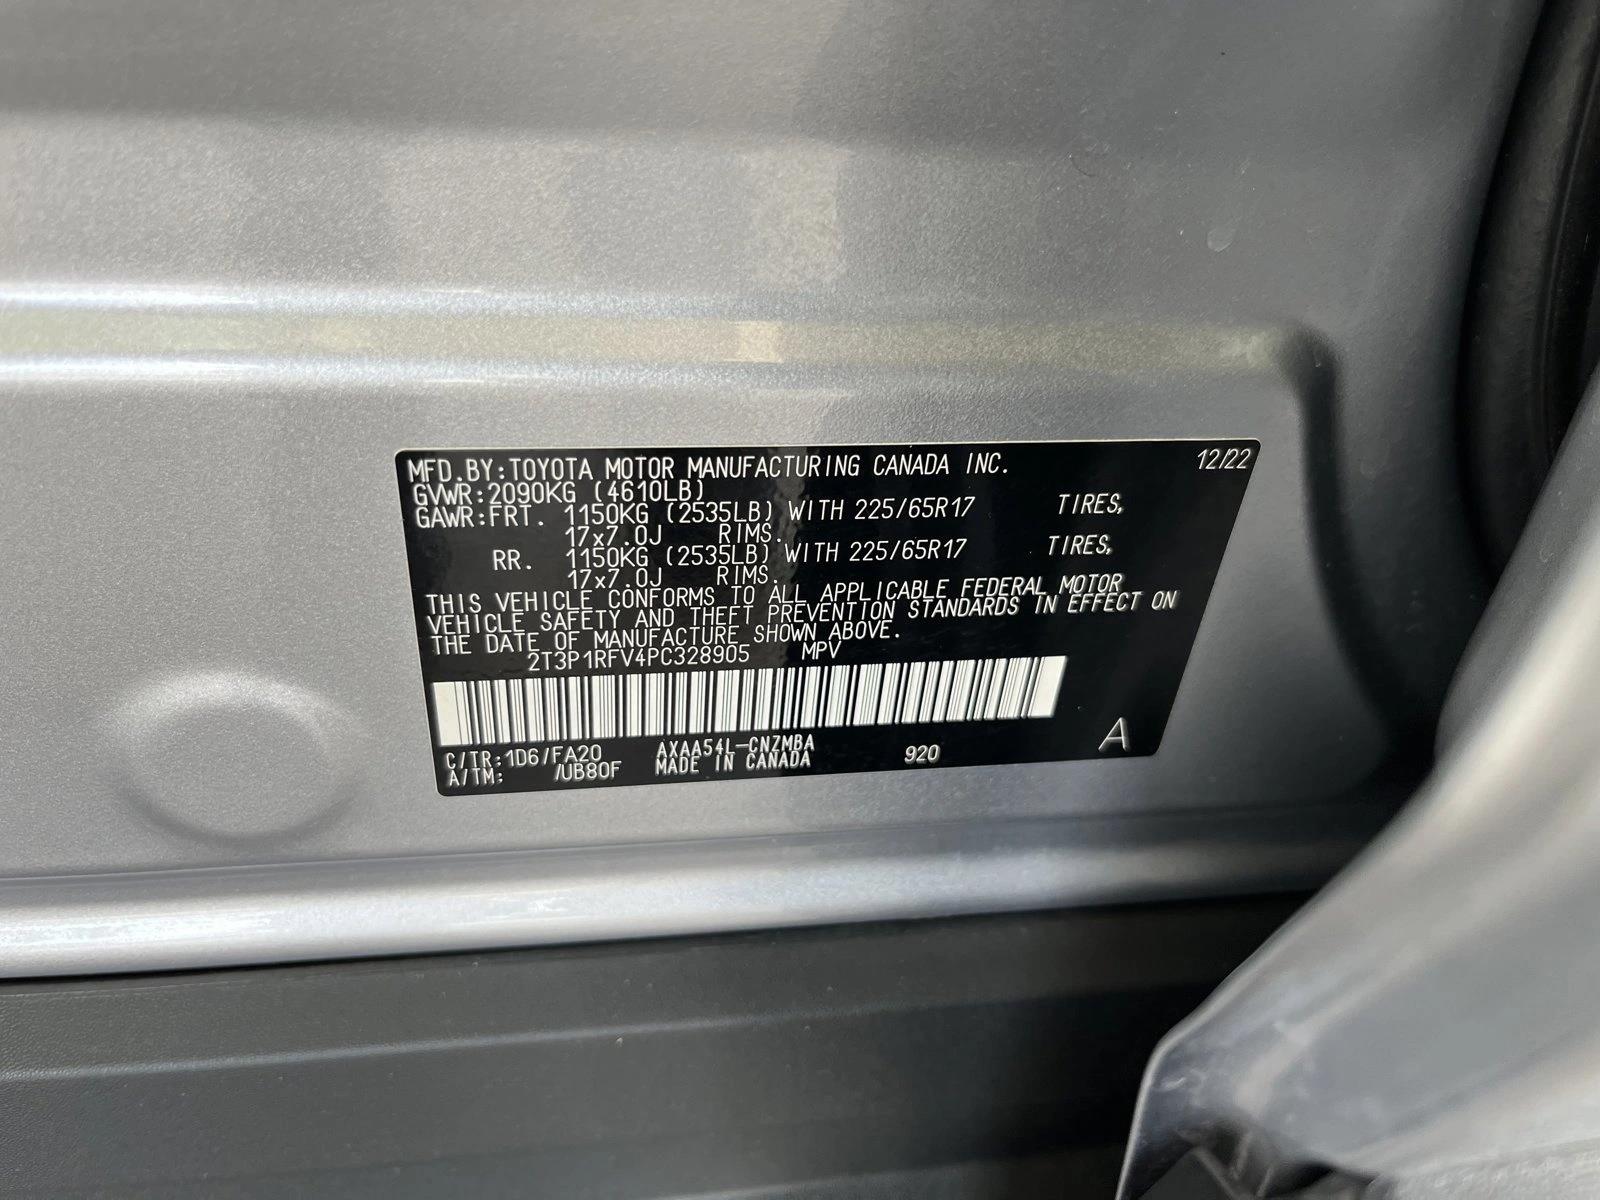 MFD.BY:TOYOTA MOTOR MANUFACTURING CANADA INC. 12/22
GVWR:2090KG (4610LB)
GAWR:FRT. 1150KG (2535LB) WITH 225/65R17 TIRES,
17x7.0J RIMS.
RR. 1150KG (2535LB) WITH 225/65R17 TIRES,
17x7.0J RIMS.
THIS VEHICLE CONFORMS TO ALL APPLICABLE FEDERAL MOTOR
VEHICLE SAFETY AND THEFT PREVENTION STANDARDS IN EFFECT ON
THE DATE OF MANUFACTURE SHOWN ABOVE.
2T3P1RFV4PC328905 MPV
C/TR:1D6/FA20 AXAA54L-CNZMBA 920 A
A/TM: /UB80F MADE IN CANADA